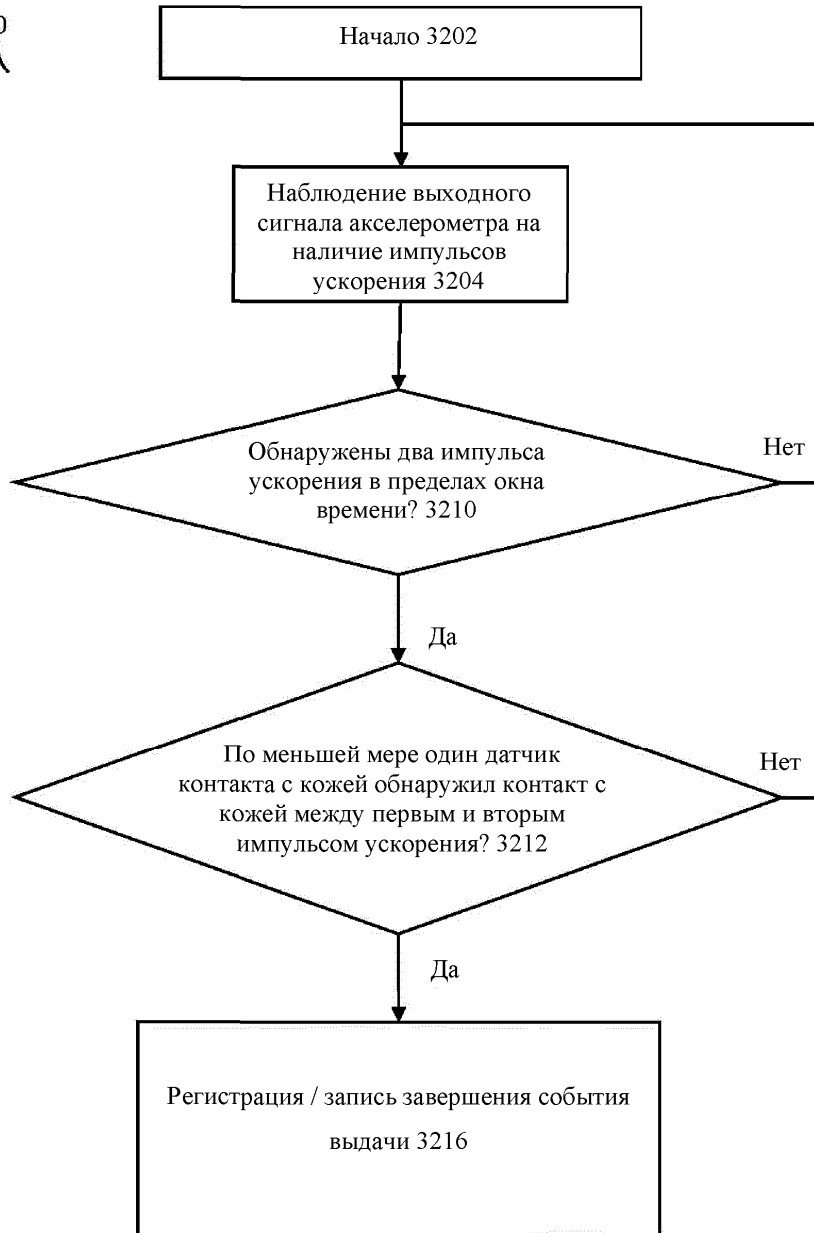 Начало 3202
Наблюдение выходного
сигнала акселерометра на
наличие импульсов
ускорения 3204
Обнаружены два импульса
ускорения в пределах окна
времени? 3210
Нет
Да
По меньшей мере один датчик
контакта с кожей обнаружил контакт с
кожей между первым и вторым
импульсом ускорения? 3212
Нет
Да
Регистрация / запись завершения события
выдачи 3216